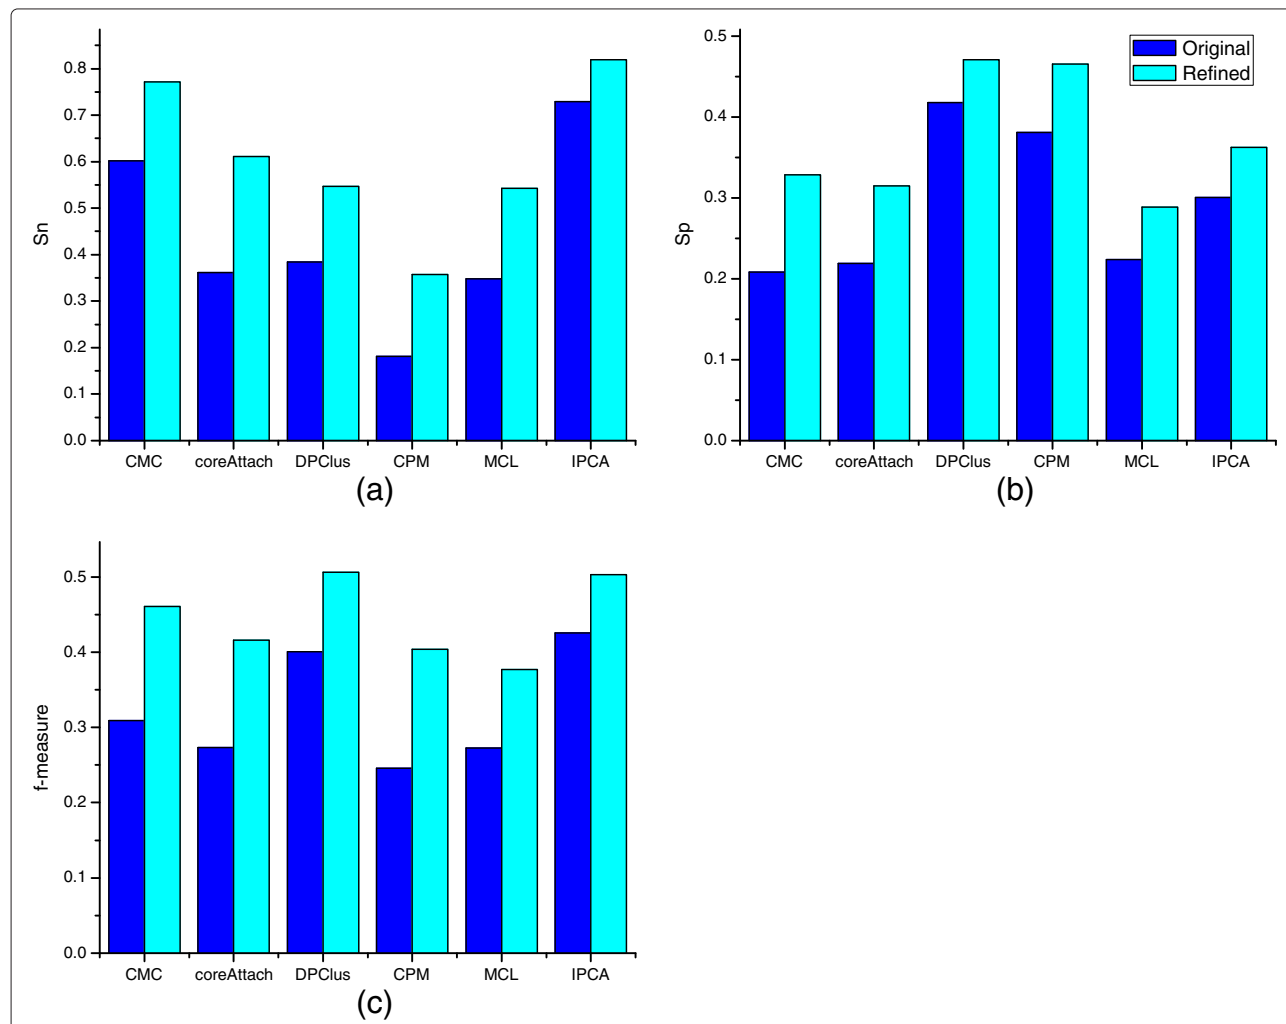 0.8
0.7
0.6
0.5
0.4
0.3
0.2
0.1
0.0
Sn
CMC coreAttach DPClus CPM MCL IPCA
(a)
0.5
0.4
0.3
0.2
0.1
0.0
Sp
Original
Refined
CMC coreAttach DPClus CPM MCL IPCA
(b)
0.5
0.4
0.3
0.2
0.1
0.0
f-measure
CMC coreAttach DPClus CPM MCL IPCA
(c)